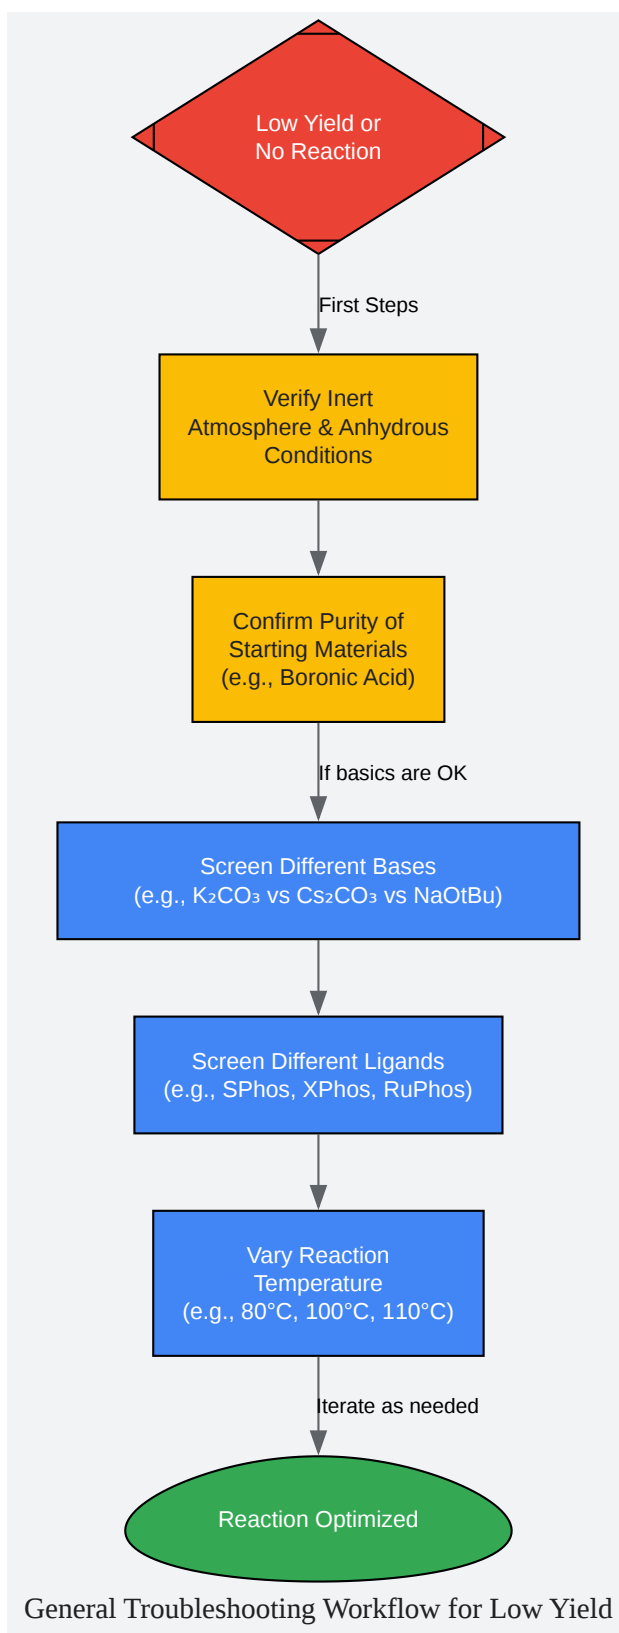 Low Yield or
No Reaction
First Steps
Verify Inert
Atmosphere & Anhydrous
Conditions
Confirm Purity of
Starting Materials
(e.g., Boronic Acid)
If basics are OK
Screen Different Bases
(e.g., K₂CO₃ vs Cs₂CO₃ vs NaOtBu)
Screen Different Ligands
(e.g., SPhos, XPhos, RuPhos)
Vary Reaction
Temperature
(e.g., 80°C, 100°C, 110°C)
Iterate as needed
Reaction Optimized
General Troubleshooting Workflow for Low Yield